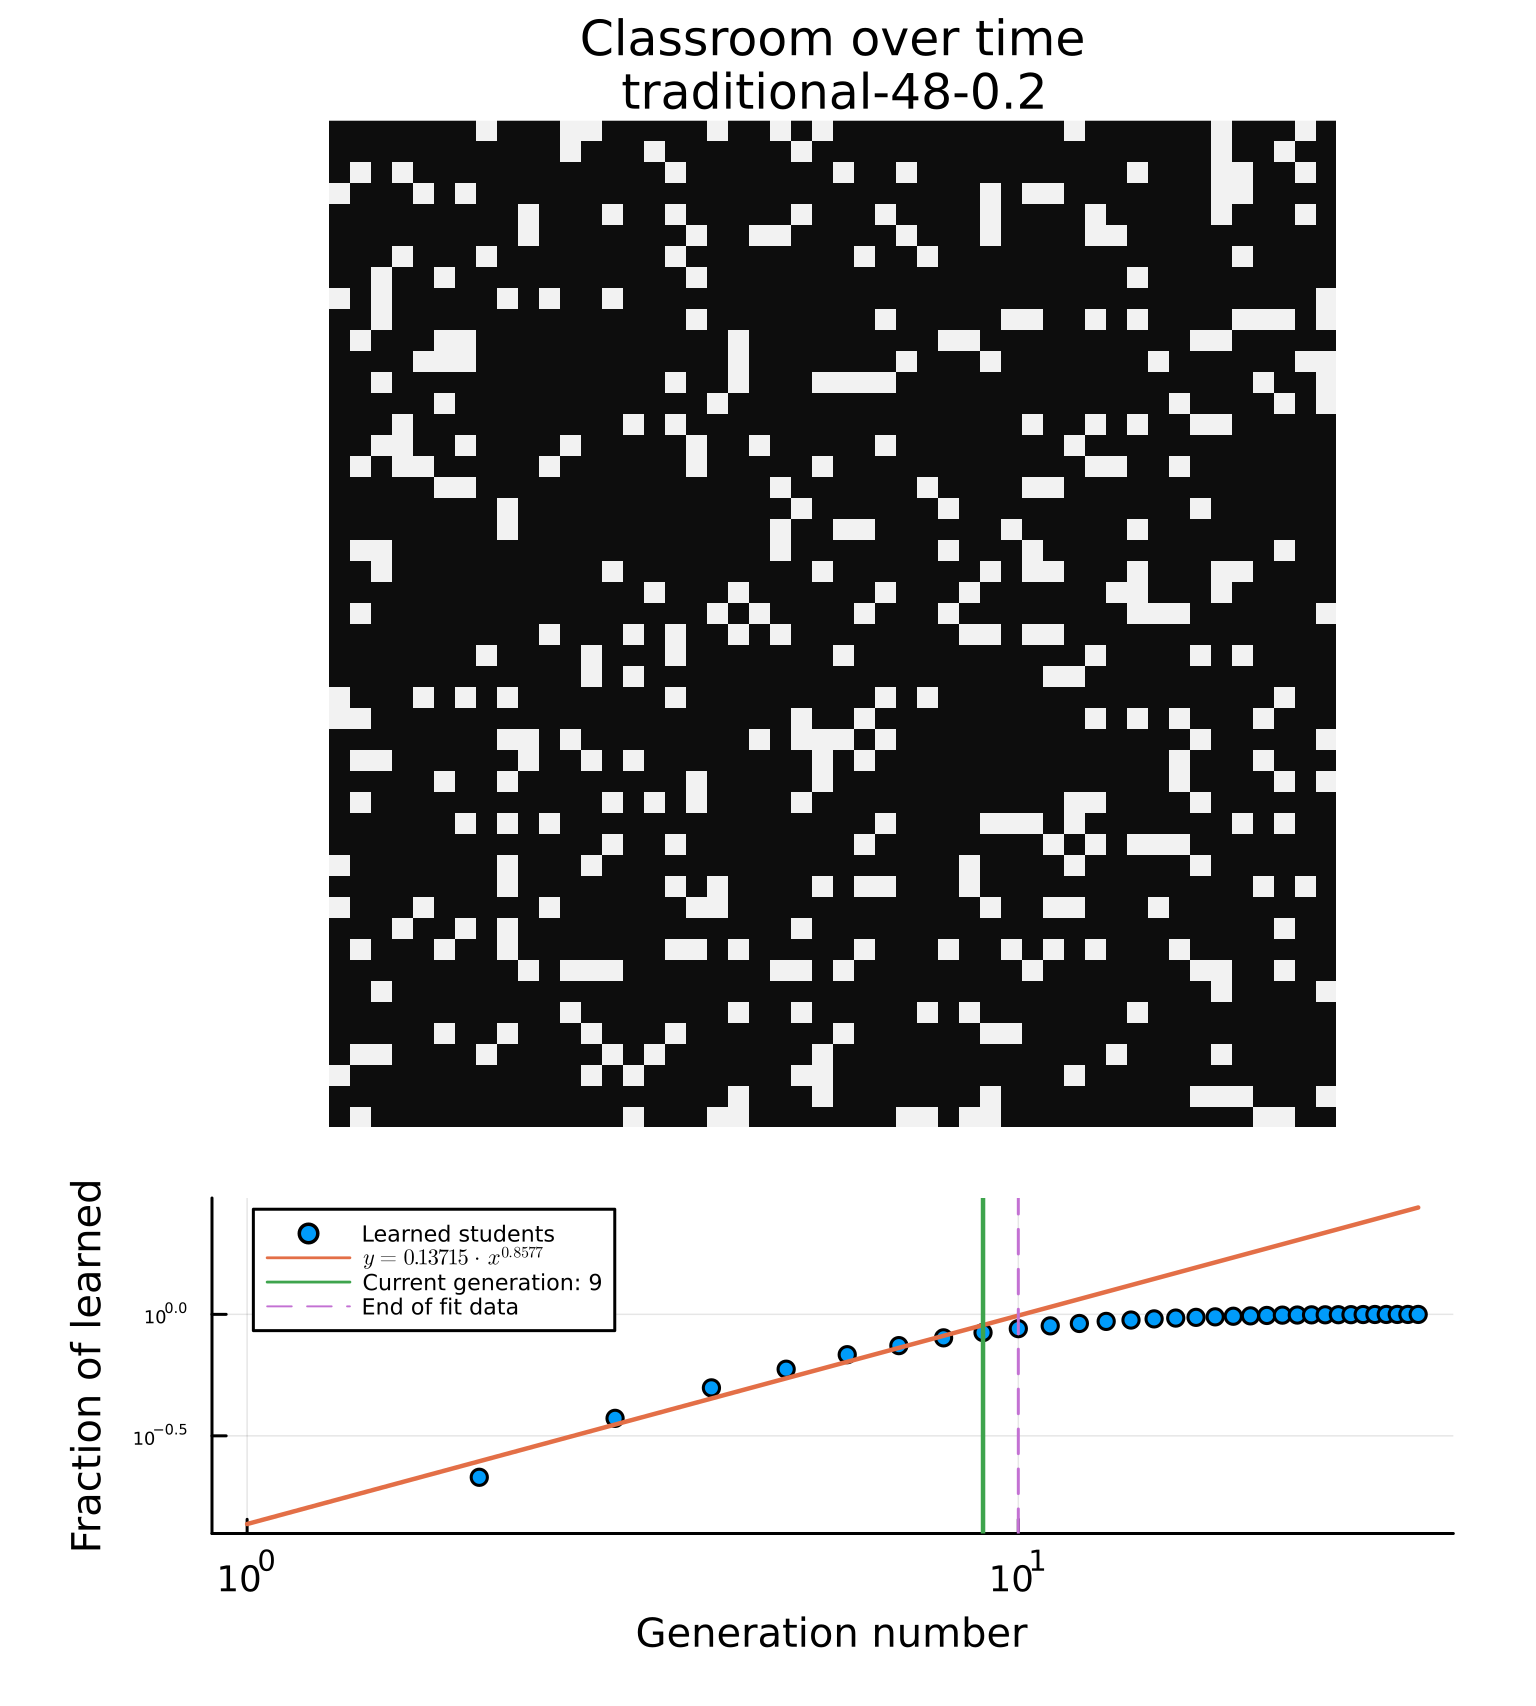 Classroom over time
traditional-48-0.2
Fraction of learned
Learned students
y = 0.13715 · x^0.8577
Current generation: 9
End of fit data
10^0.0
10^−0.5
10^0
10^1
Generation number